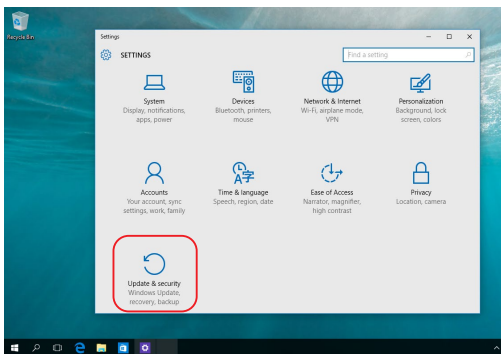 Recycle Bin
Settings
SETTINGS
Find a setting
System
Display, notifications,
apps, power
Devices
Bluetooth, printers,
mouse
Network & Internet
Wi-Fi, airplane mode,
VPN
Personalization
Background, lock
screen, colors
Accounts
Your account, sync
settings, work, family
Time & language
Speech, region, date
Ease of Access
Narrator, magnifier,
high contrast
Privacy
Location, camera
Update & security
Windows Update,
recovery, backup